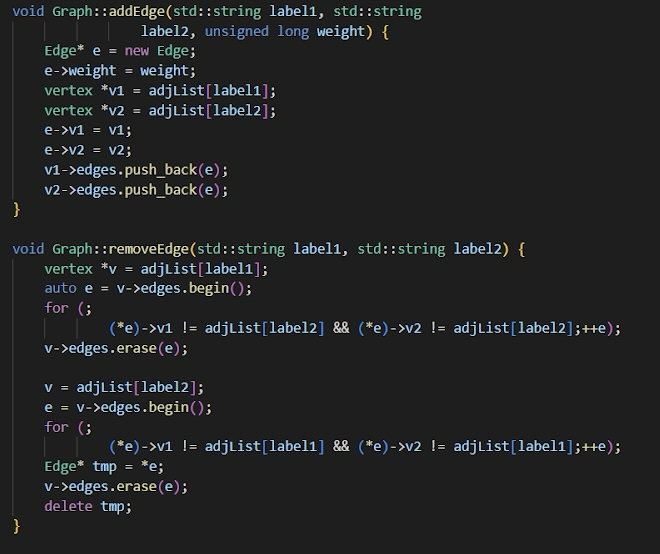 void Graph::addEdge(std::string label1, std::string
label2, unsigned long weight) {
Edge* e = new Edge;
e->weight = weight;
vertex *v1 = adjList[label1];
vertex *v2 = adjList[label2];
e->v1 = v1;
e->v2 = v2;
v1->edges.push_back(e);
v2->edges.push_back(e);
}
void Graph::removeEdge(std::string label1, std::string label2) {
vertex *v = adjList[label1];
auto e = v->edges.begin();
for (;
(*e)->v1 != adjList[label2] && (*e)->v2 != adjList[label2];++e);
v->edges.erase(e);
v = adjList[label2];
e = v->edges.begin();
for (;
(*e)->v1 != adjList[label1] && (*e)->v2 != adjList[label1];++e);
Edge* tmp = *e;
v->edges.erase(e);
delete tmp;
}